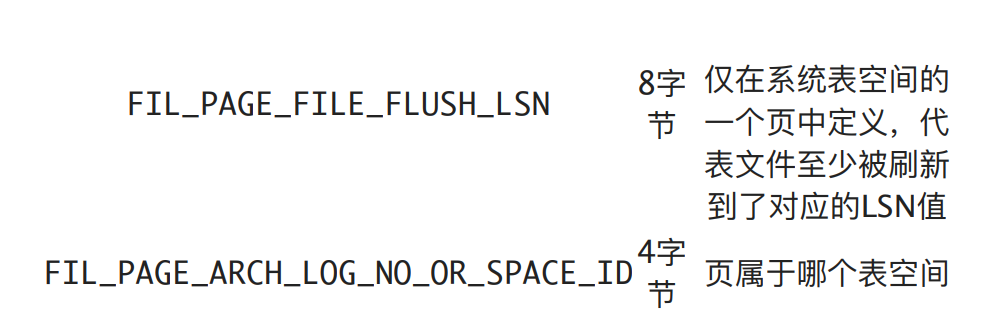 FIL_PAGE_FILE_FLUSH_LSN
8字
节
仅在系统表空间的
一个页中定义，代
表文件至少被刷新
到了对应的LSN值
FIL_PAGE_ARCH_LOG_NO_OR_SPACE_ID
4字
节
页属于哪个表空间